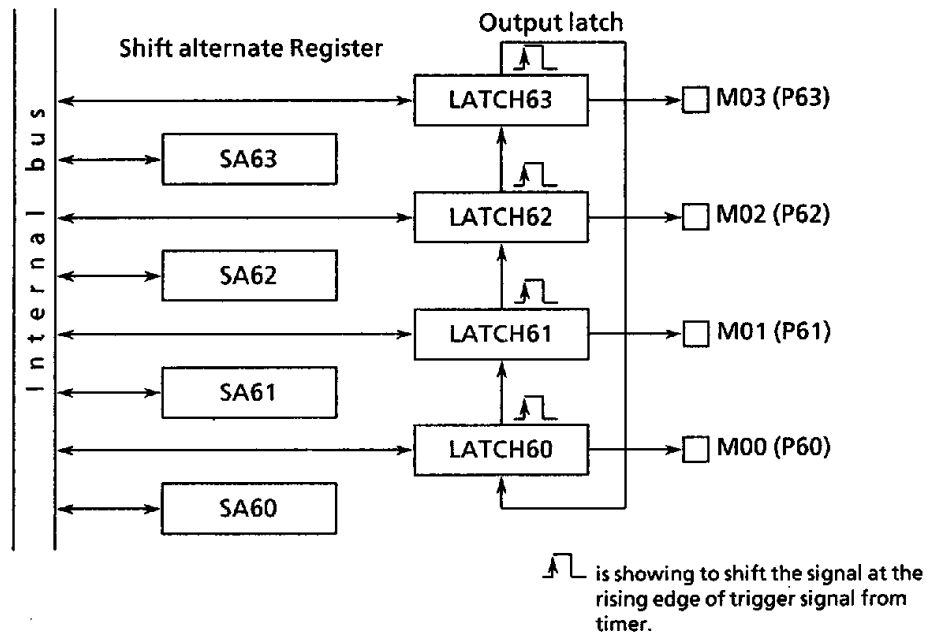 Output latch
Shift alternate Register
Internal bus
LATCH63
M03 (P63)
SA63
LATCH62
M02 (P62)
SA62
LATCH61
M01 (P61)
SA61
LATCH60
M00 (P60)
SA60
is showing to shift the signal at the
rising edge of trigger signal from
timer.